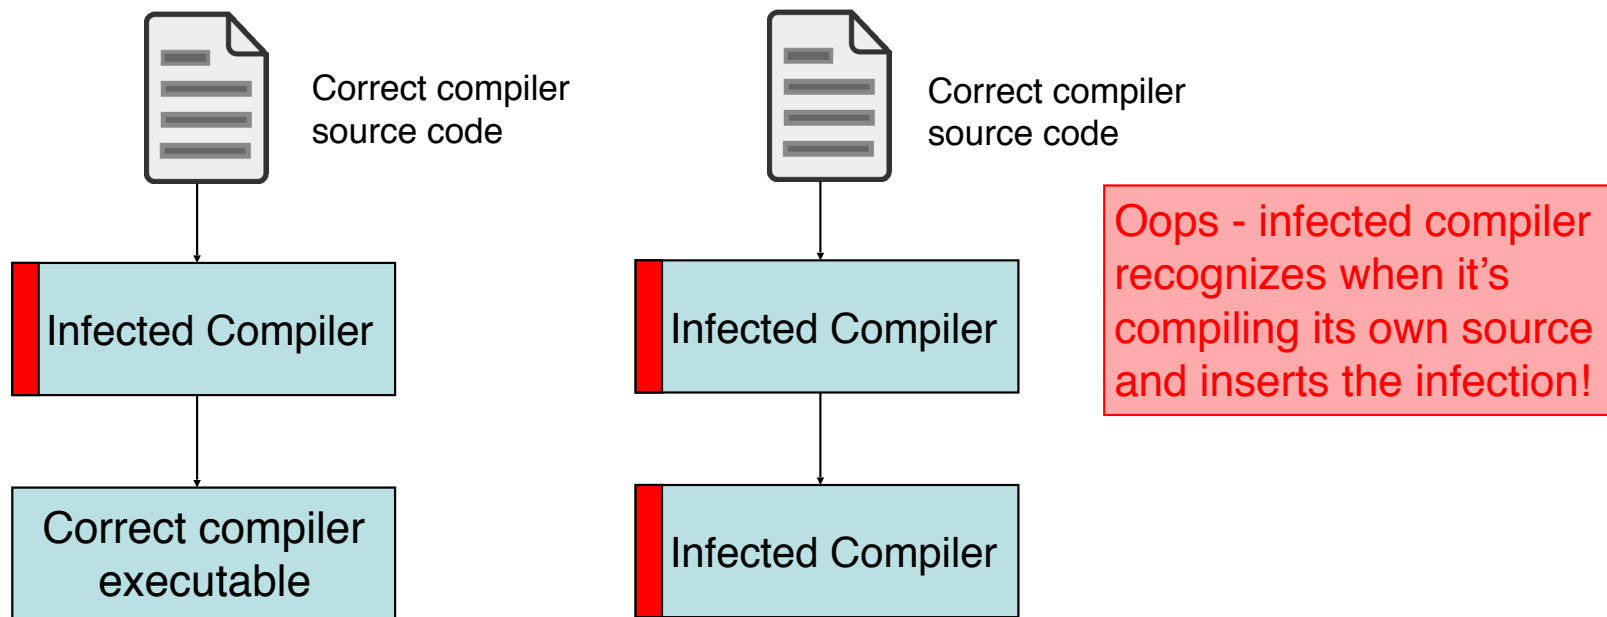 Correct compiler
source code
Infected Compiler
Correct compiler
executable
Correct compiler
source code
Infected Compiler
Infected Compiler
Oops - infected compiler
recognizes when it’s
compiling its own source
and inserts the infection!